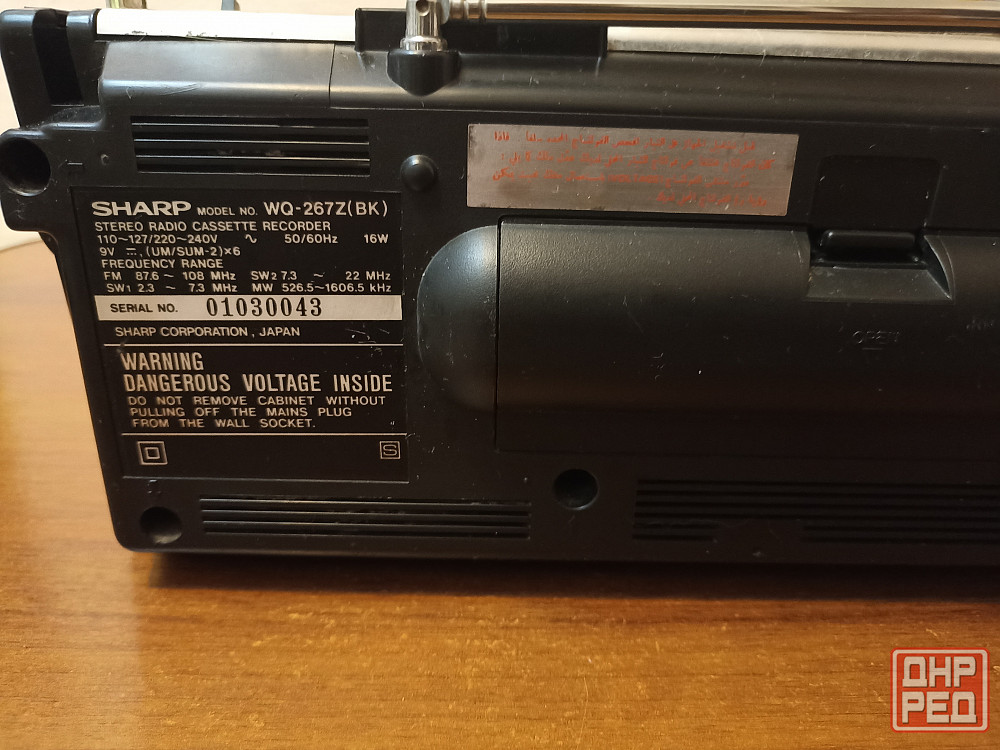 SHARP MODEL NO. WQ-267Z(BK)
STEREO RADIO CASSETTE RECORDER
110~127/220~240V ∿ 50/60Hz 16W
9V ⎓, (UM/SUM-2)×6
FREQUENCY RANGE
FM 87.6 ~ 108 MHz SW2 7.3 ~ 22 MHz
SW1 2.3 ~ 7.3 MHz MW 526.5~1606.5 kHz
SERIAL NO. 01030043
SHARP CORPORATION, JAPAN
WARNING
DANGEROUS VOLTAGE INSIDE
DO NOT REMOVE CABINET WITHOUT
PULLING OFF THE MAINS PLUG
FROM THE WALL SOCKET.
S
OPEN
ДНР
РЕД